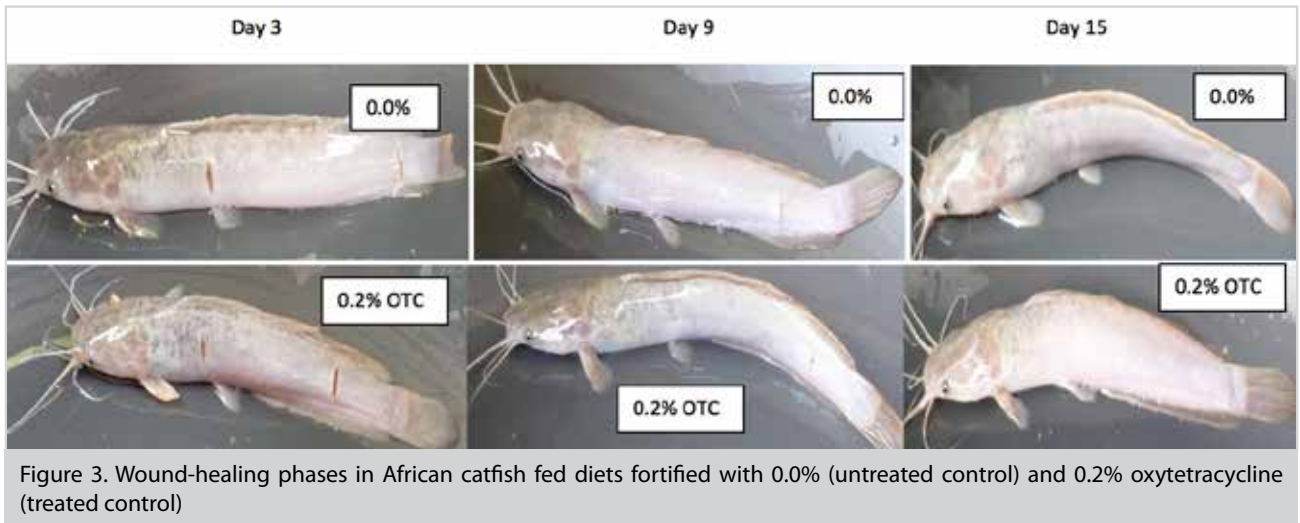 Day 3 Day 9 Day 15
0.0% 0.0% 0.0%
0.2% OTC 0.2% OTC 0.2% OTC
Figure 3. Wound-healing phases in African catfish fed diets fortified with 0.0% (untreated control) and 0.2% oxytetracycline
(treated control)